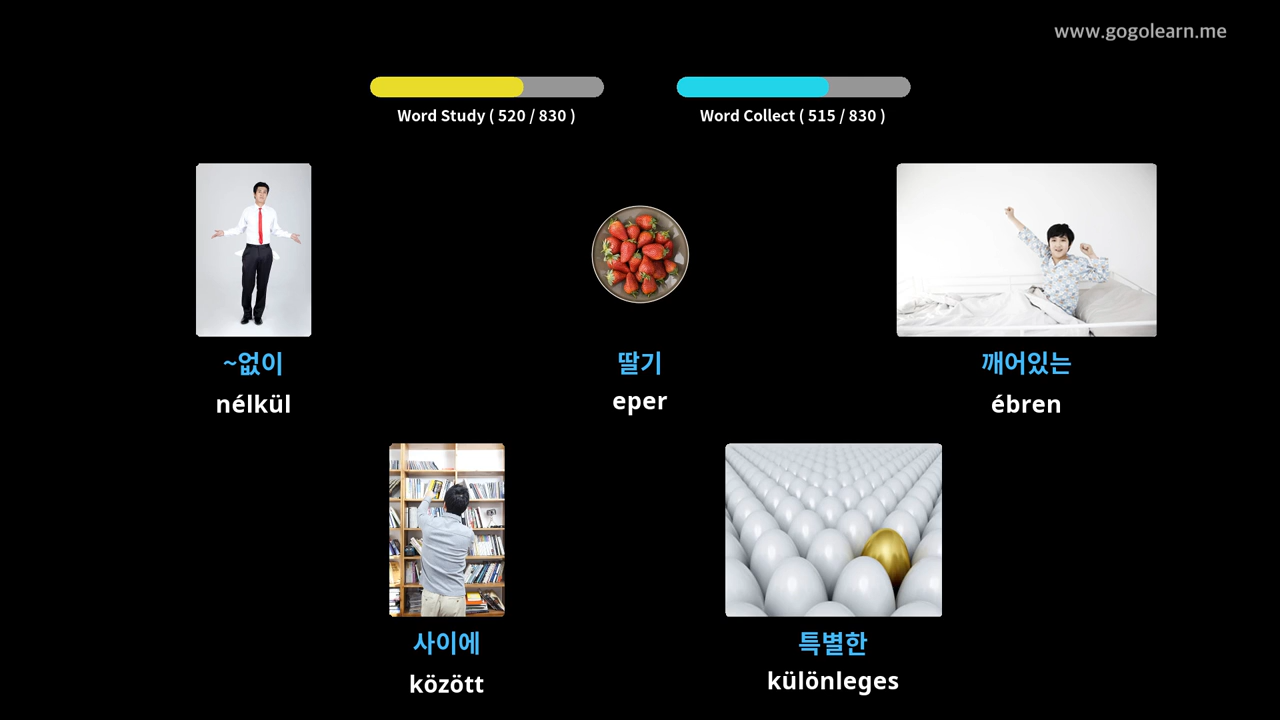 www.gogolearn.me
Word Study ( 520 / 830 )
Word Collect ( 515 / 830 )
~없이
nélkül
딸기
eper
깨어있는
ébren
사이에
között
특별한
különleges